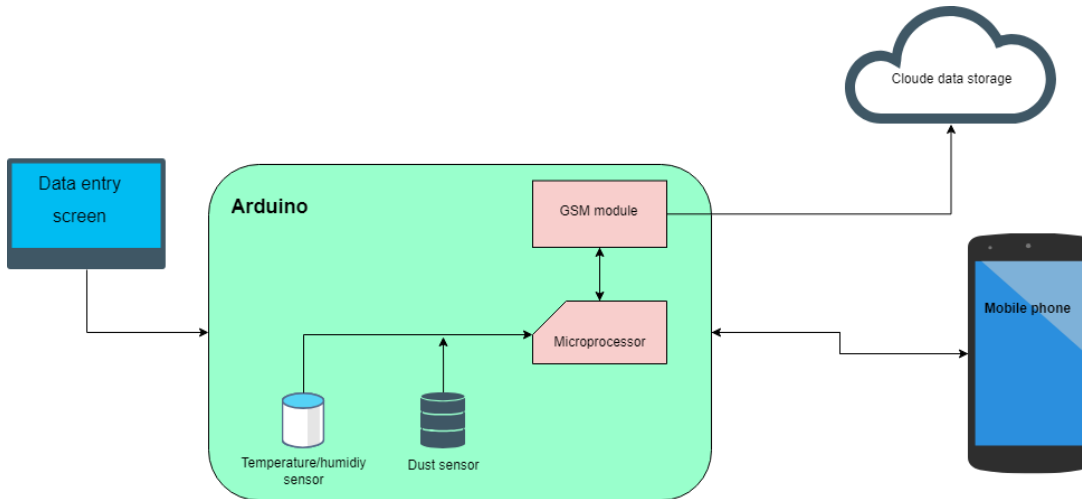 Cloude data storage
Data entry
screen
Arduino
GSM module
Mobile phone
Microprocessor
Temperature/humidiy
sensor
Dust sensor